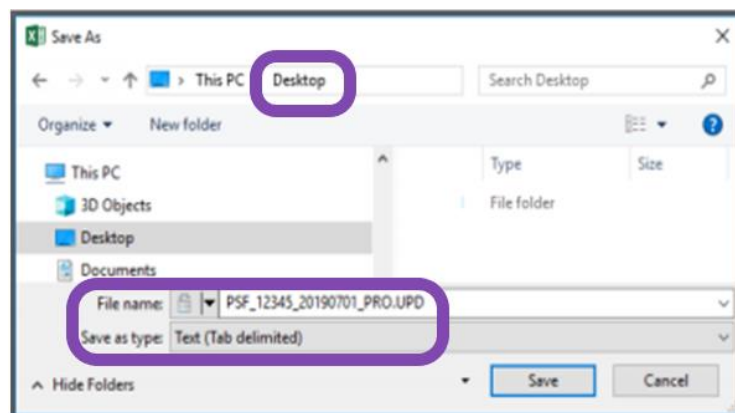 Save As
This PC Desktop Search Desktop
Organize New folder
This PC Type Size
3D Objects File folder
Desktop
Documents
File name: PSF_12345_20190701_PRO.UPD
Save as type: Text (Tab delimited)
Hide Folders Save Cancel